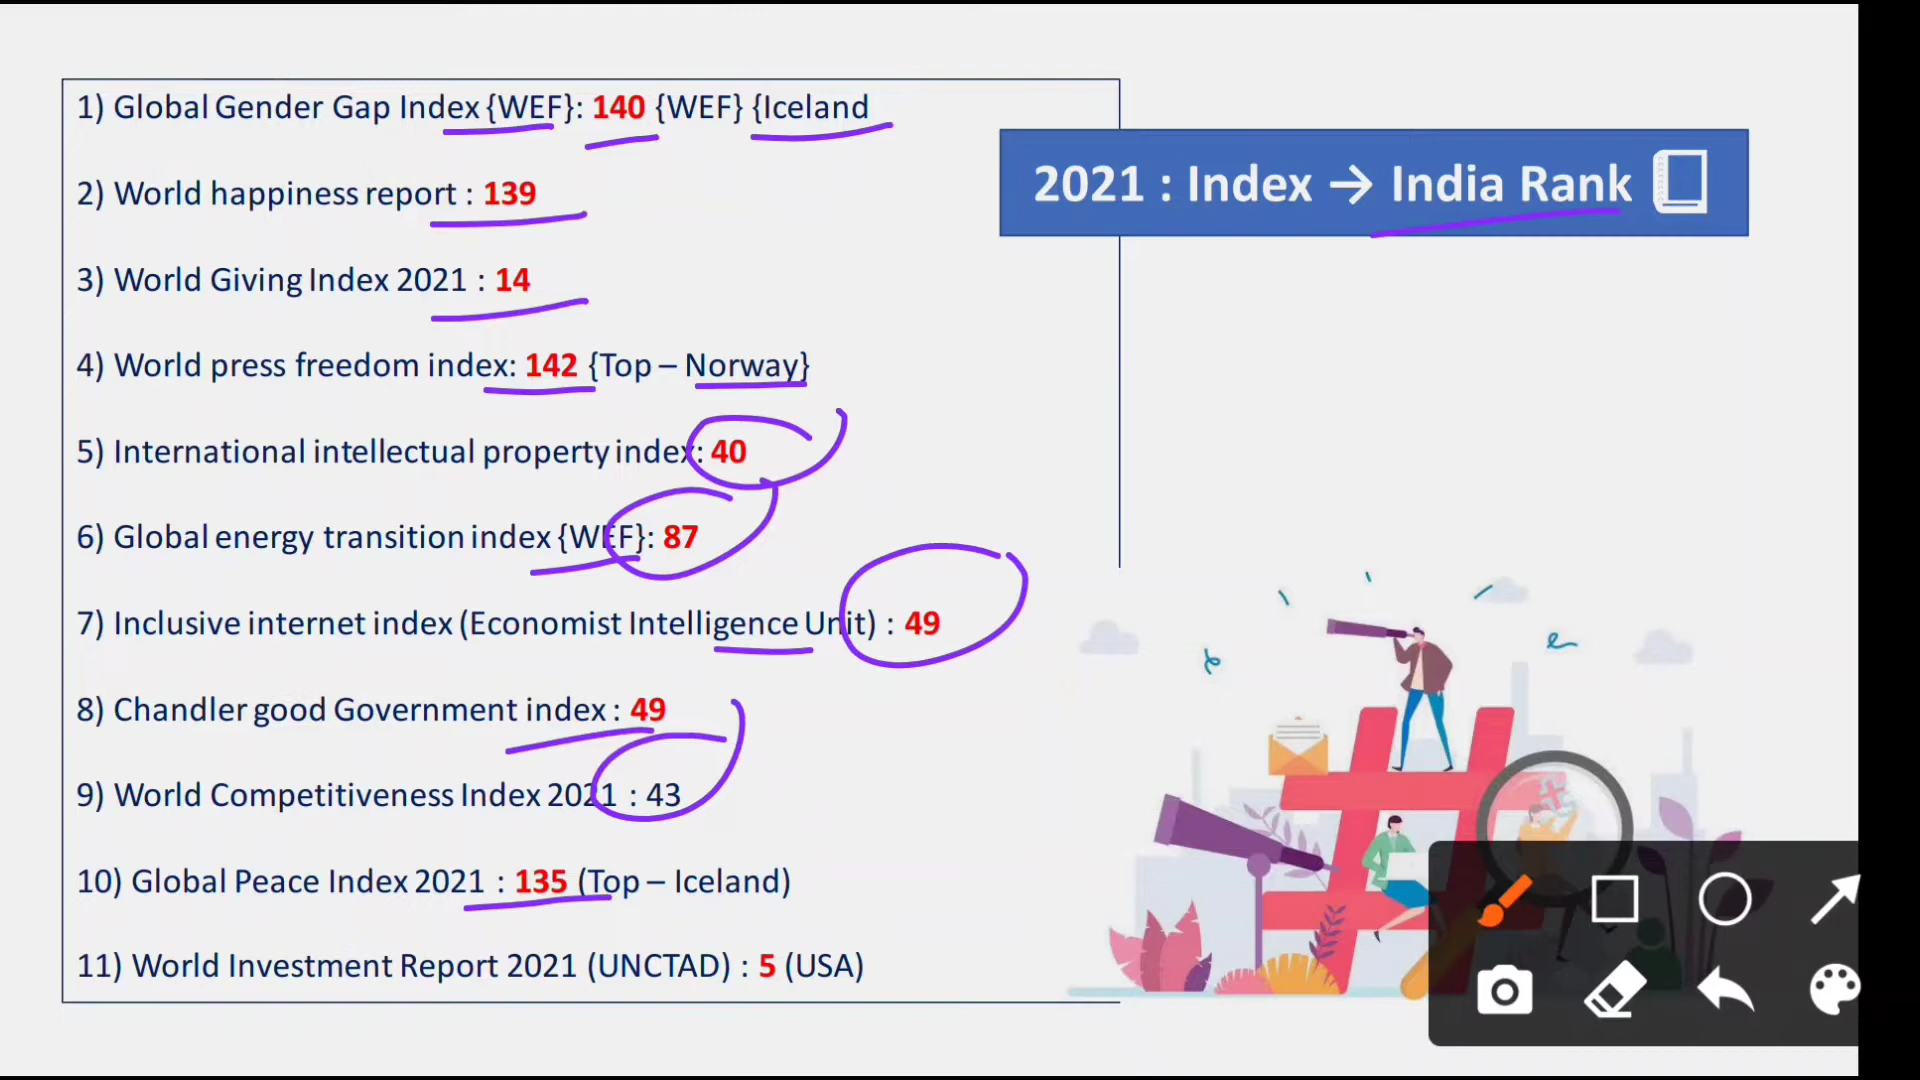 1) Global Gender Gap Index {WEF}: 140 {WEF} {Iceland
2021 : Index → India Rank
2) World happiness report : 139
3) World Giving Index 2021 : 14
4) World press freedom index: 142 {Top – Norway}
5) International intellectual property index: 40
6) Global energy transition index {WEF}: 87
7) Inclusive internet index (Economist Intelligence Unit) : 49
8) Chandler good Government index : 49
9) World Competitiveness Index 2021 : 43
10) Global Peace Index 2021 : 135 (Top – Iceland)
11) World Investment Report 2021 (UNCTAD) : 5 (USA)